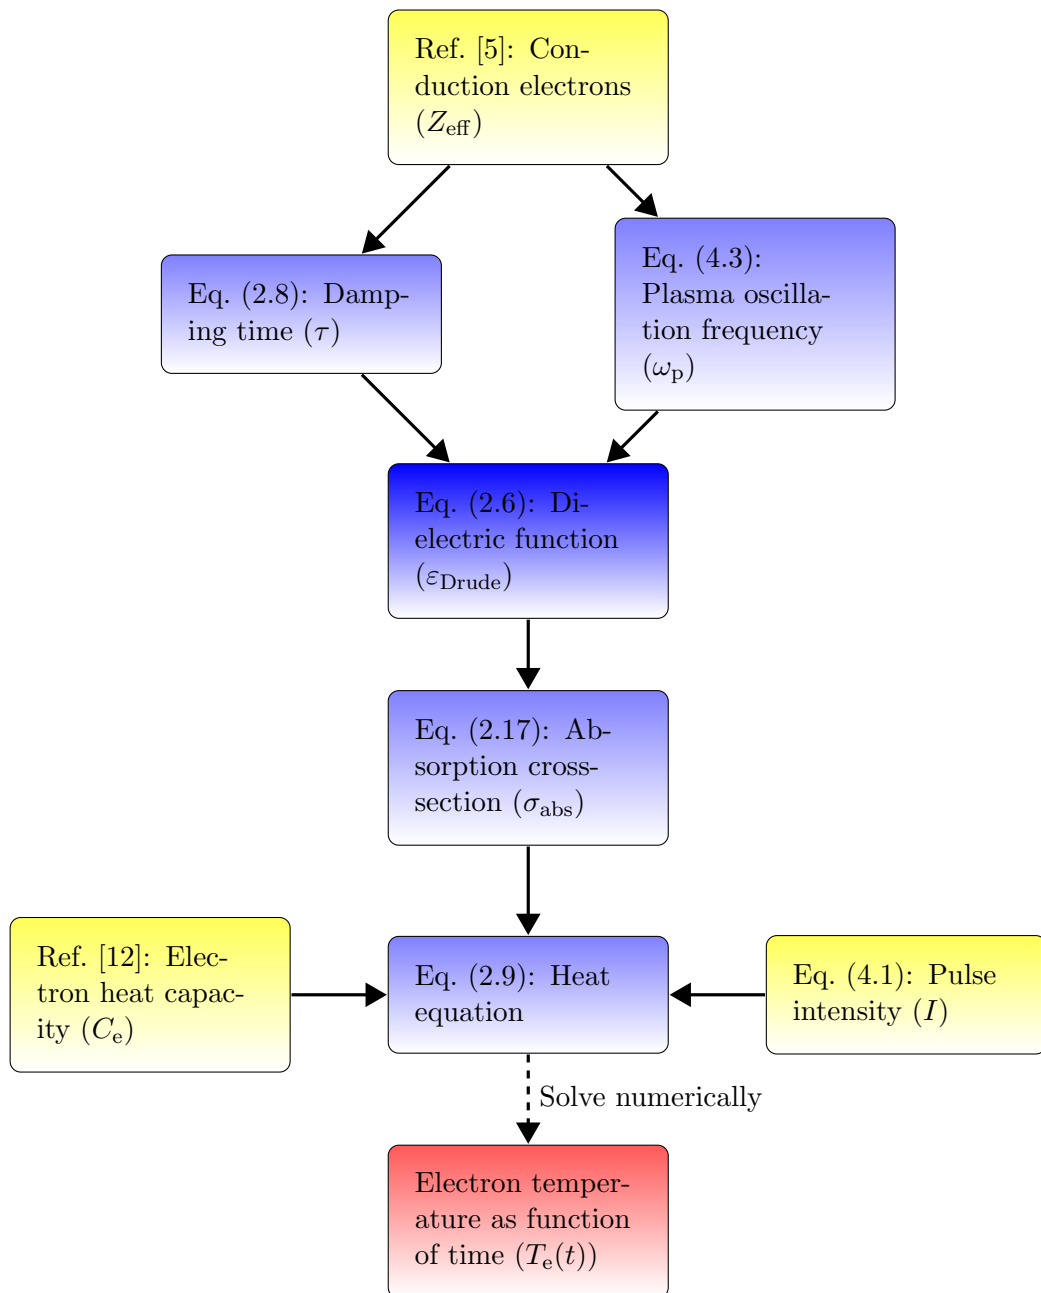 Ref. [5]: Con-
duction electrons
(Z_eff)
Eq. (2.8): Damp-
ing time (τ)
Eq. (4.3):
Plasma oscilla-
tion frequency
(ω_p)
Eq. (2.6): Di-
electric function
(ε_Drude)
Eq. (2.17): Ab-
sorption cross-
section (σ_abs)
Ref. [12]: Elec-
tron heat capac-
ity (C_e)
Eq. (2.9): Heat
equation
Eq. (4.1): Pulse
intensity (I)
Solve numerically
Electron temper-
ature as function
of time (T_e(t))